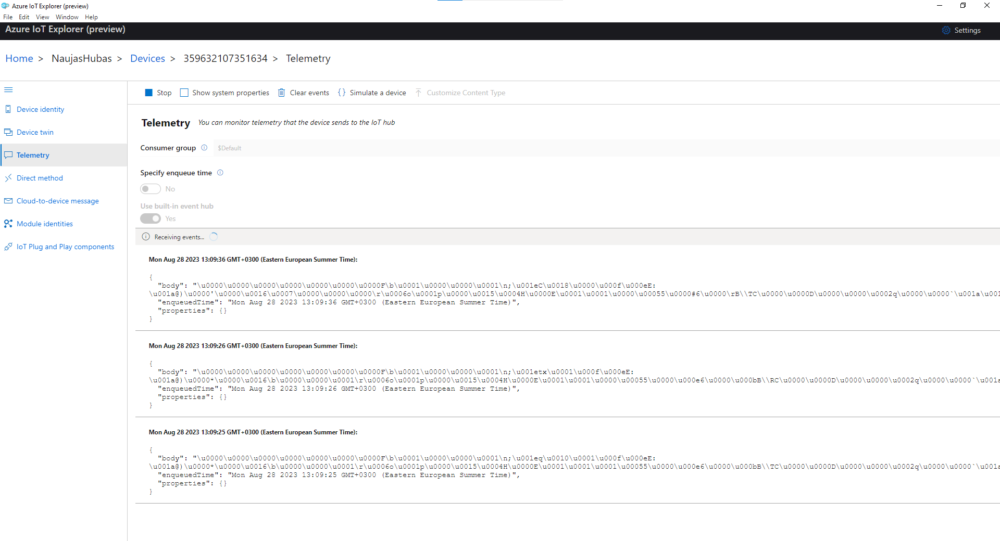 Azure IoT Explorer (preview)
File Edit View Window Help
Azure IoT Explorer (preview)
Settings
Home > NaujasHubas > Devices > 359632107351634 > Telemetry
Stop Show system properties Clear events {} Simulate a device Customize Content Type
Device identity
Device twin
Telemetry
Direct method
Cloud-to-device message
Module identities
IoT Plug and Play components
Telemetry You can monitor telemetry that the device sends to the IoT hub
Consumer group $Default
Specify enqueue time
No
Use built-in event hub
Yes
Receiving events...
Mon Aug 28 2023 13:09:36 GMT+0300 (Eastern European Summer Time):
{
"body": "\u0000\u0000\u0000\u0000\u0000\u0000\u0000F\b\u0001\u0000\u0000\u0001\n;\u001eC\u0018\u0000\u000f\u000eE:
\u001a@)\u0000'\u0000\u0016\u0007\u0000\u0000\u0000\r\u0006o\u0001p\u0000\u0015\u0004H\u0000E\u0001\u0001\u0000\u00055\u0000#6\u0000\rB\\TC\u0000\u0000D\u0000\u0000\u0002q\u0000\u0000`\u001a\u001
"enqueuedTime": "Mon Aug 28 2023 13:09:36 GMT+0300 (Eastern European Summer Time)",
"properties": {}
}
Mon Aug 28 2023 13:09:26 GMT+0300 (Eastern European Summer Time):
{
"body": "\u0000\u0000\u0000\u0000\u0000\u0000\u0000F\b\u0001\u0000\u0000\u0001\n;\u001etx\u0001\u000f\u000eE:
\u001a@)\u0000*\u0000\u0016\b\u0000\u0000\u0001\r\u0006o\u0001p\u0000\u0015\u0004H\u0000E\u0001\u0001\u0000\u00055\u0000\u000e6\u0000\u000bB\\RC\u0000\u0000D\u0000\u0000\u0002q\u0000\u0000`\u001a
"enqueuedTime": "Mon Aug 28 2023 13:09:26 GMT+0300 (Eastern European Summer Time)",
"properties": {}
}
Mon Aug 28 2023 13:09:25 GMT+0300 (Eastern European Summer Time):
{
"body": "\u0000\u0000\u0000\u0000\u0000\u0000\u0000F\b\u0001\u0000\u0000\u0001\n;\u001eq\u0010\u0001\u000f\u000eE:
\u001a@)\u0000*\u0000\u0016\b\u0000\u0000\u0001\r\u0006o\u0001p\u0000\u0015\u0004H\u0000E\u0001\u0001\u0001\u00055\u0000\u000e6\u0000\u000bB\\TC\u0000\u0000D\u0000\u0000\u0002q\u0000\u0000`\u001a
"enqueuedTime": "Mon Aug 28 2023 13:09:25 GMT+0300 (Eastern European Summer Time)",
"properties": {}
}